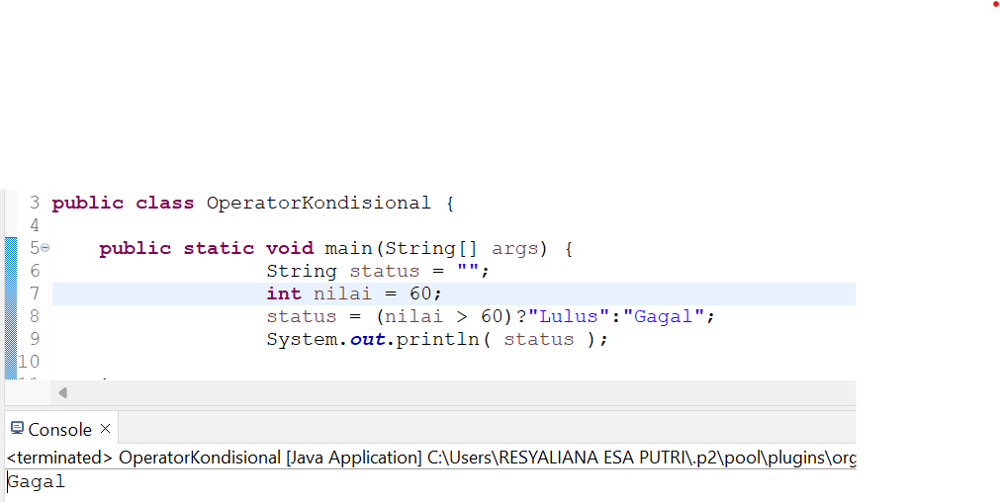 3 public class OperatorKondisional {
4
5 public static void main(String[] args) {
6 String status = "";
7 int nilai = 60;
8 status = (nilai > 60)?"Lulus":"Gagal";
9 System.out.println( status );
10
Console ×
<terminated> OperatorKondisional [Java Application] C:\Users\RESYALIANA ESA PUTRI\.p2\pool\plugins\org
Gagal